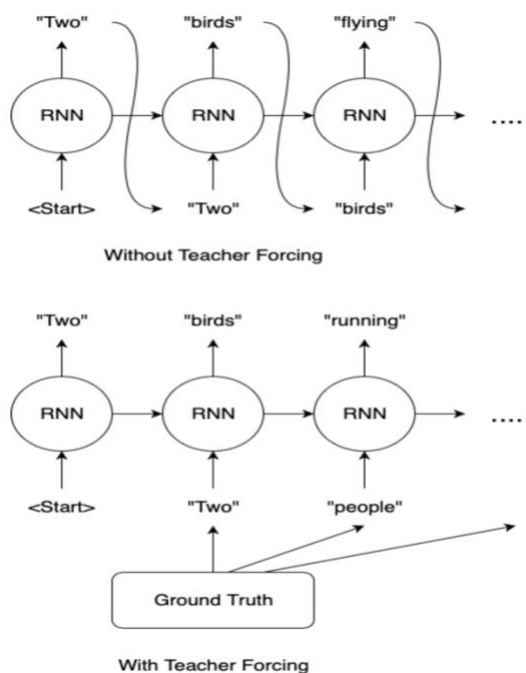 "Two" "birds" "flying"
RNN RNN RNN ....
<Start> "Two" "birds"
Without Teacher Forcing
"Two" "birds" "running"
RNN RNN RNN ....
<Start> "Two" "people"
Ground Truth
With Teacher Forcing